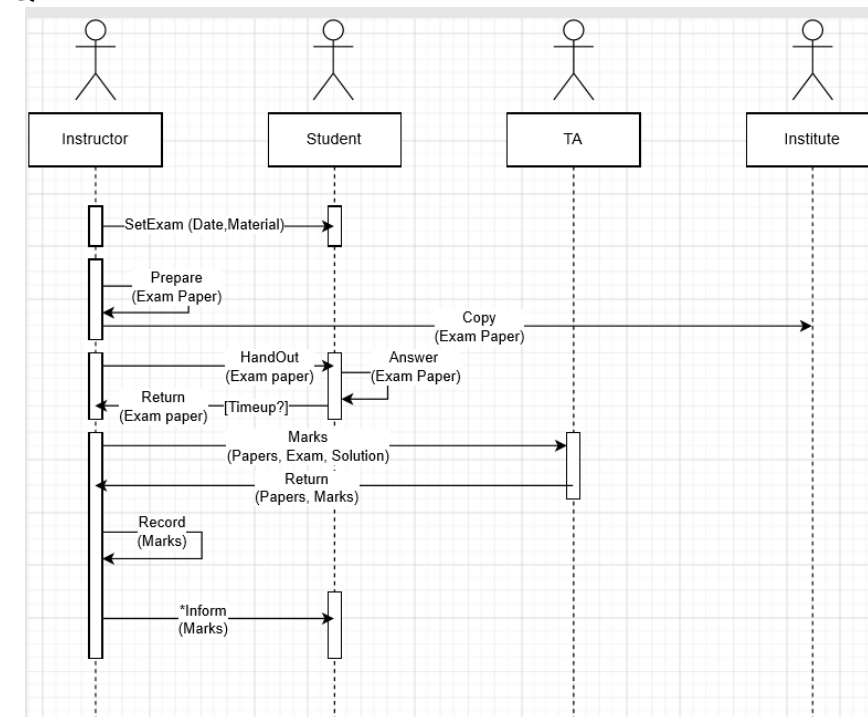 Instructor
Student
TA
Institute
SetExam (Date,Material)
Prepare
(Exam Paper)
Copy
(Exam Paper)
HandOut
(Exam paper)
Answer
(Exam Paper)
Return
(Exam paper)
[Timeup?]
Marks
(Papers, Exam, Solution)
Return
(Papers, Marks)
Record
(Marks)
*Inform
(Marks)